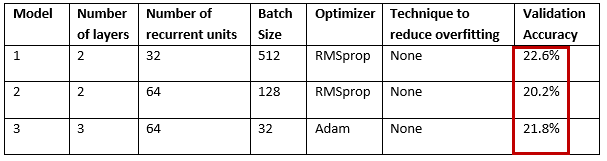 Model Number of layers Number of recurrent units Batch Size Optimizer Technique to reduce overfitting Validation Accuracy
1 2 32 512 RMSprop None 22.6%
2 2 64 128 RMSprop None 20.2%
3 3 64 32 Adam None 21.8%